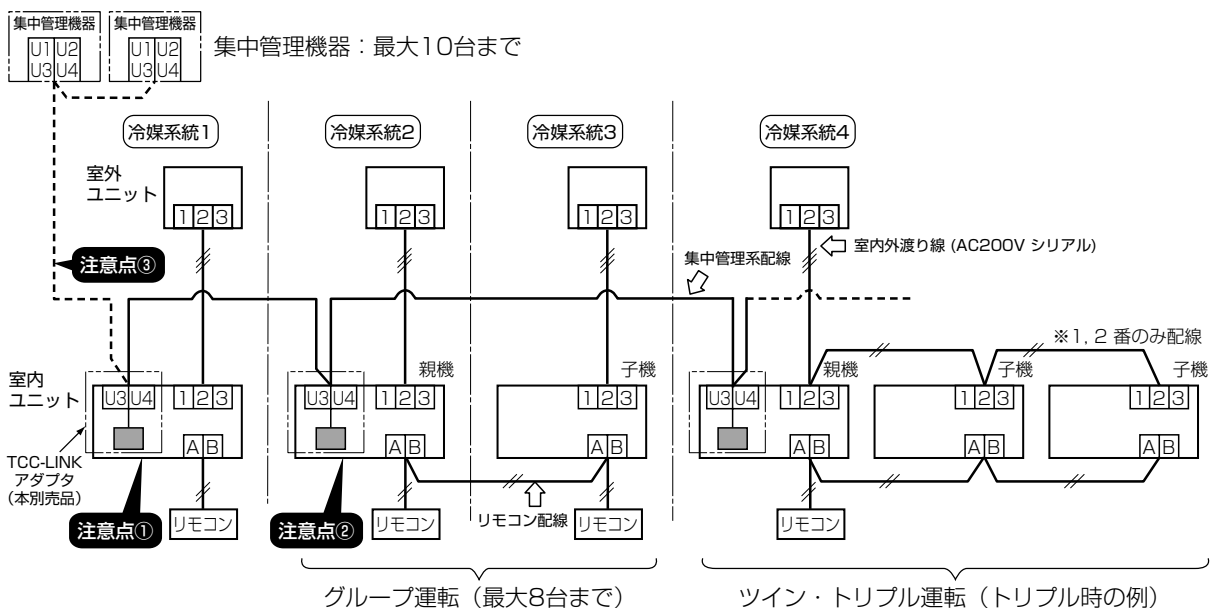 集中管理機器
U1 U2
U3 U4
集中管理機器
U1 U2
U3 U4
集中管理機器：最大10台まで
冷媒系統1
冷媒系統2
冷媒系統3
冷媒系統4
室外
ユニット
1 2 3
1 2 3
1 2 3
1 2 3
室内外渡り線 (AC200V シリアル)
注意点③
集中管理系配線
※1, 2 番のみ配線
室内
ユニット
親機
子機
親機
子機
子機
U3 U4
1 2 3
U3 U4
1 2 3
1 2 3
U3 U4
1 2 3
1 2 3
1 2 3
A B
A B
A B
A B
A B
A B
TCC-LINK
アダプタ
（本別売品）
注意点①
リモコン
注意点②
リモコン
リモコン配線
リモコン
リモコン
グループ運転（最大8台まで）
ツイン・トリプル運転（トリプル時の例）